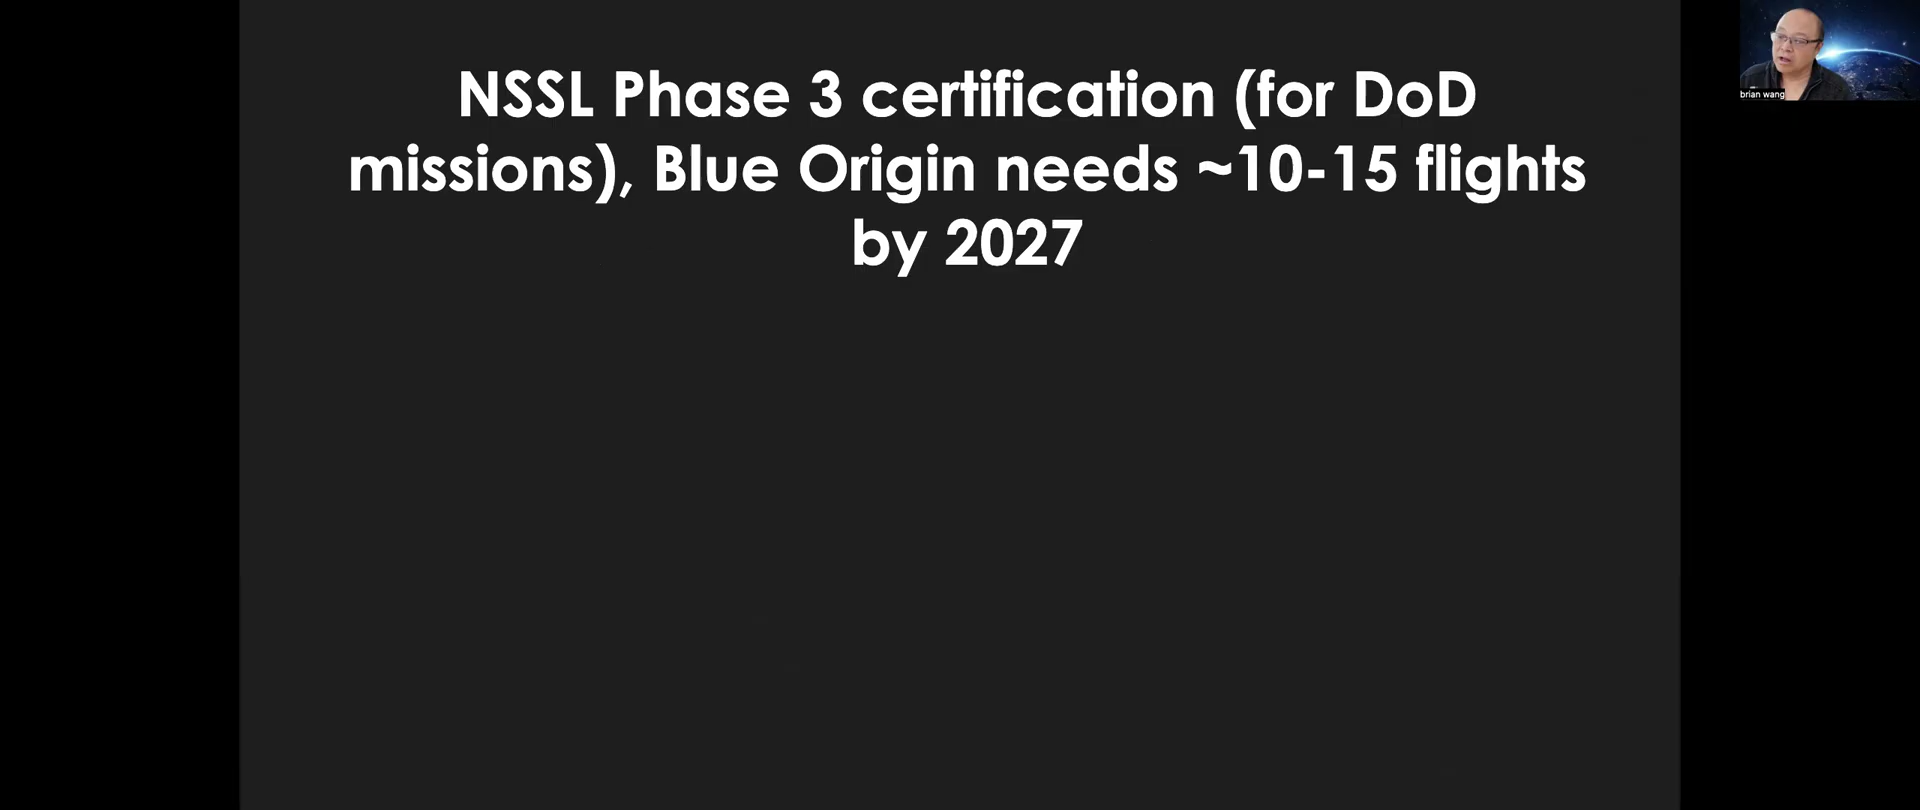 NSSL Phase 3 certification (for DoD
missions), Blue Origin needs ~10-15 flights
by 2027
brian wang